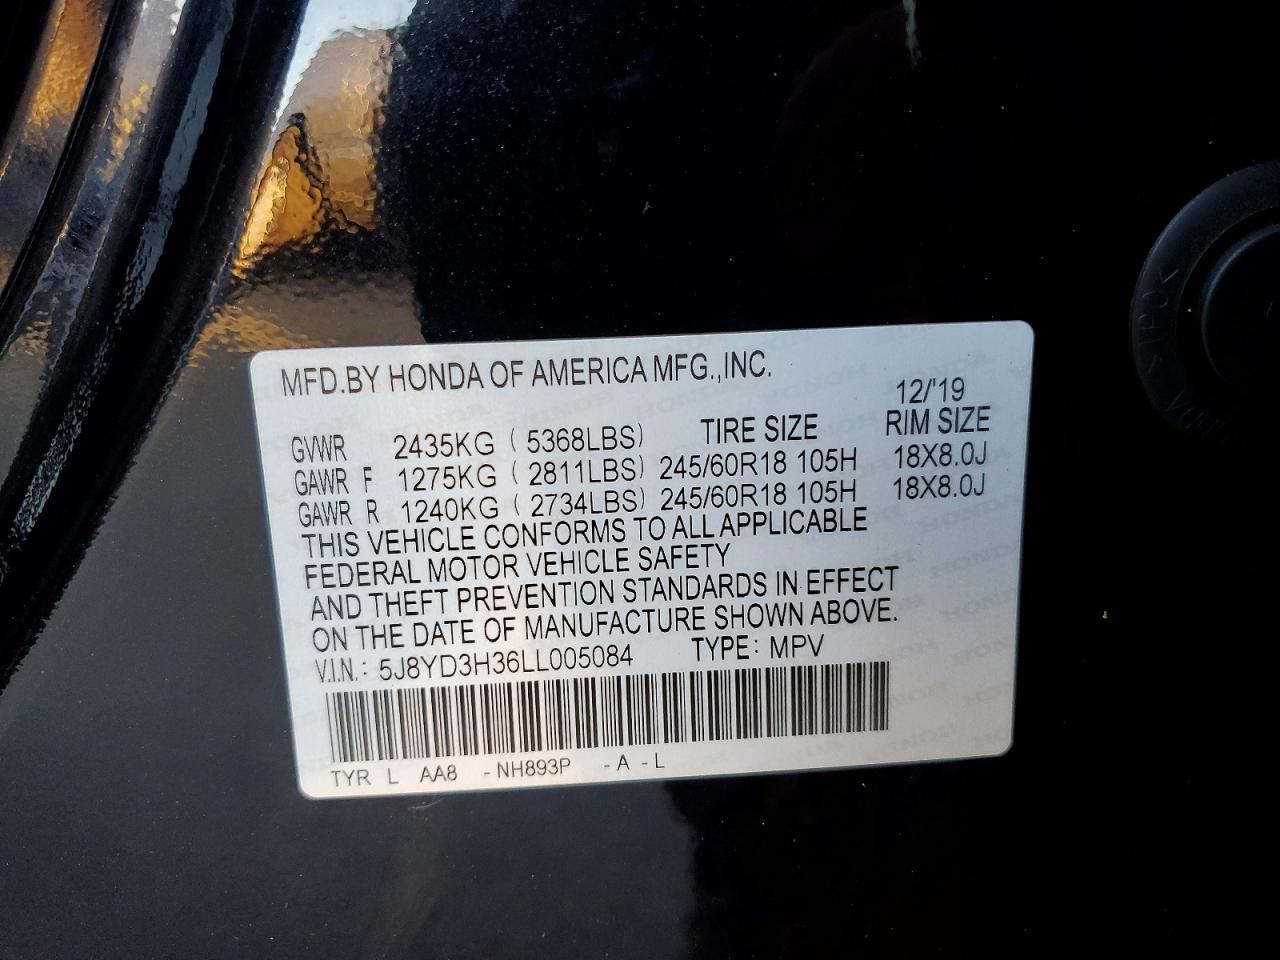 MFD.BY HONDA OF AMERICA MFG.,INC.
12/'19
GVWR 2435KG ( 5368LBS) TIRE SIZE RIM SIZE
GAWR F 1275KG ( 2811LBS) 245/60R18 105H 18X8.0J
GAWR R 1240KG ( 2734LBS) 245/60R18 105H 18X8.0J
THIS VEHICLE CONFORMS TO ALL APPLICABLE
FEDERAL MOTOR VEHICLE SAFETY
AND THEFT PREVENTION STANDARDS IN EFFECT
ON THE DATE OF MANUFACTURE SHOWN ABOVE.
V.I.N.: 5J8YD3H36LL005084 TYPE: MPV
TYR L AA8 -NH893P -A -L